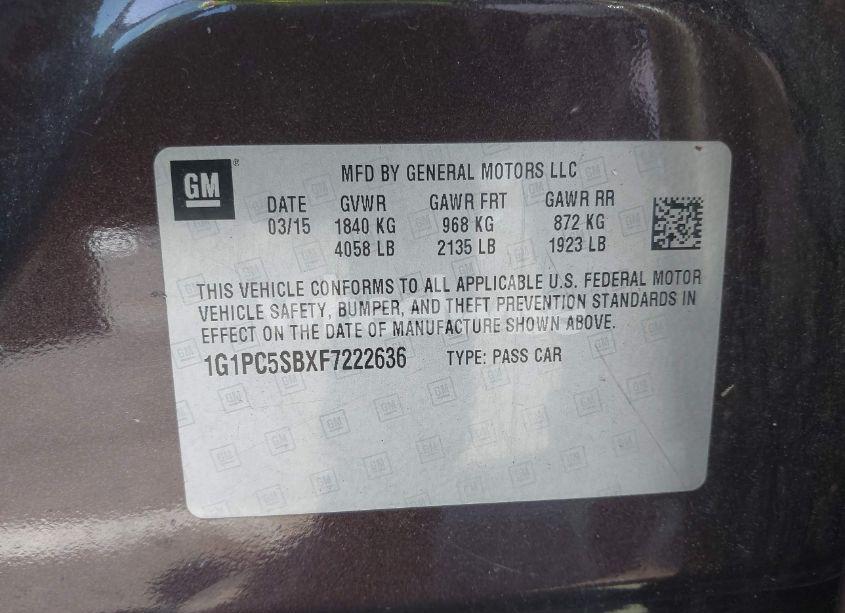 GM®
MFD BY GENERAL MOTORS LLC
DATE GVWR GAWR FRT GAWR RR
03/15 1840 KG 968 KG 872 KG
4058 LB 2135 LB 1923 LB
THIS VEHICLE CONFORMS TO ALL APPLICABLE U.S. FEDERAL MOTOR
VEHICLE SAFETY, BUMPER, AND THEFT PREVENTION STANDARDS IN
EFFECT ON THE DATE OF MANUFACTURE SHOWN ABOVE.
1G1PC5SBXF7222636 TYPE: PASS CAR